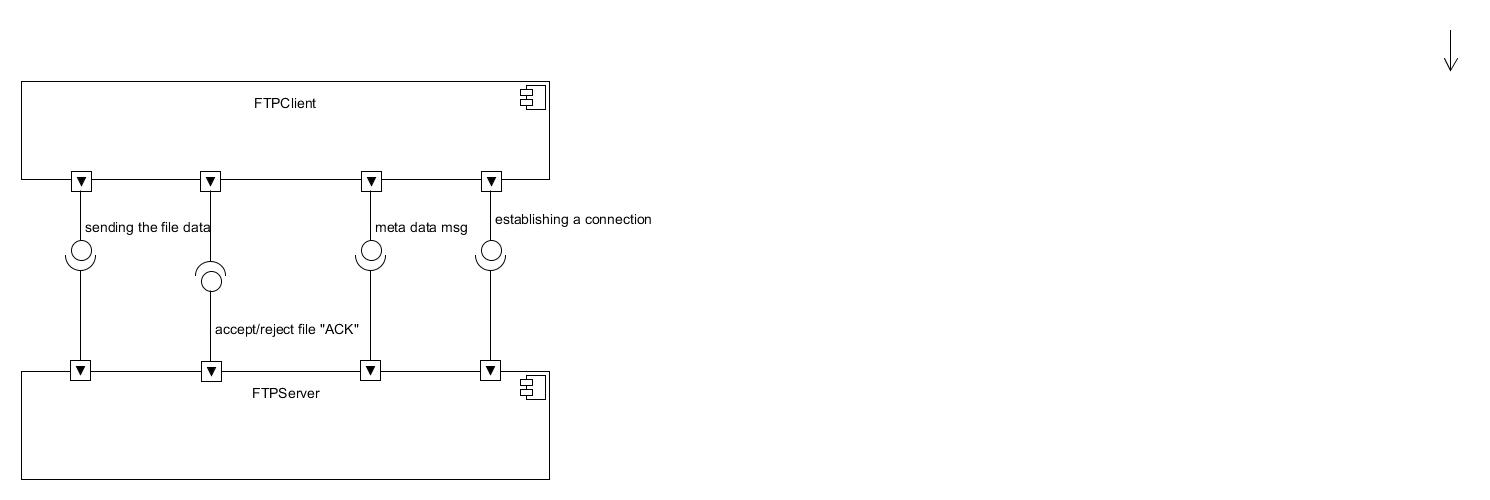 FTPClient
sending the file data
meta data msg
establishing a connection
accept/reject file "ACK"
FTPServer